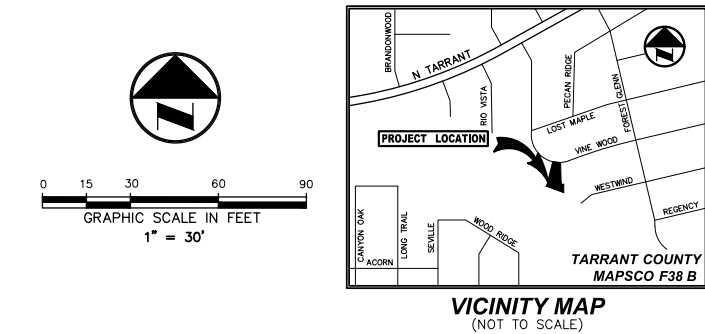 0 15 30 60 90
GRAPHIC SCALE IN FEET
1" = 30'
BRANDONWOOD
N TARRANT
RIO VISTA
PECAN RIDGE
FOREST GLENN
LOST MAPLE
PROJECT LOCATION
VINE WOOD
WESTWIND
REGENCY
CANYON OAK
LONG TRAIL
SEVILLE
WOOD RIDGE
ACORN
TARRANT COUNTY
MAPSCO F38 B
VICINITY MAP
(NOT TO SCALE)